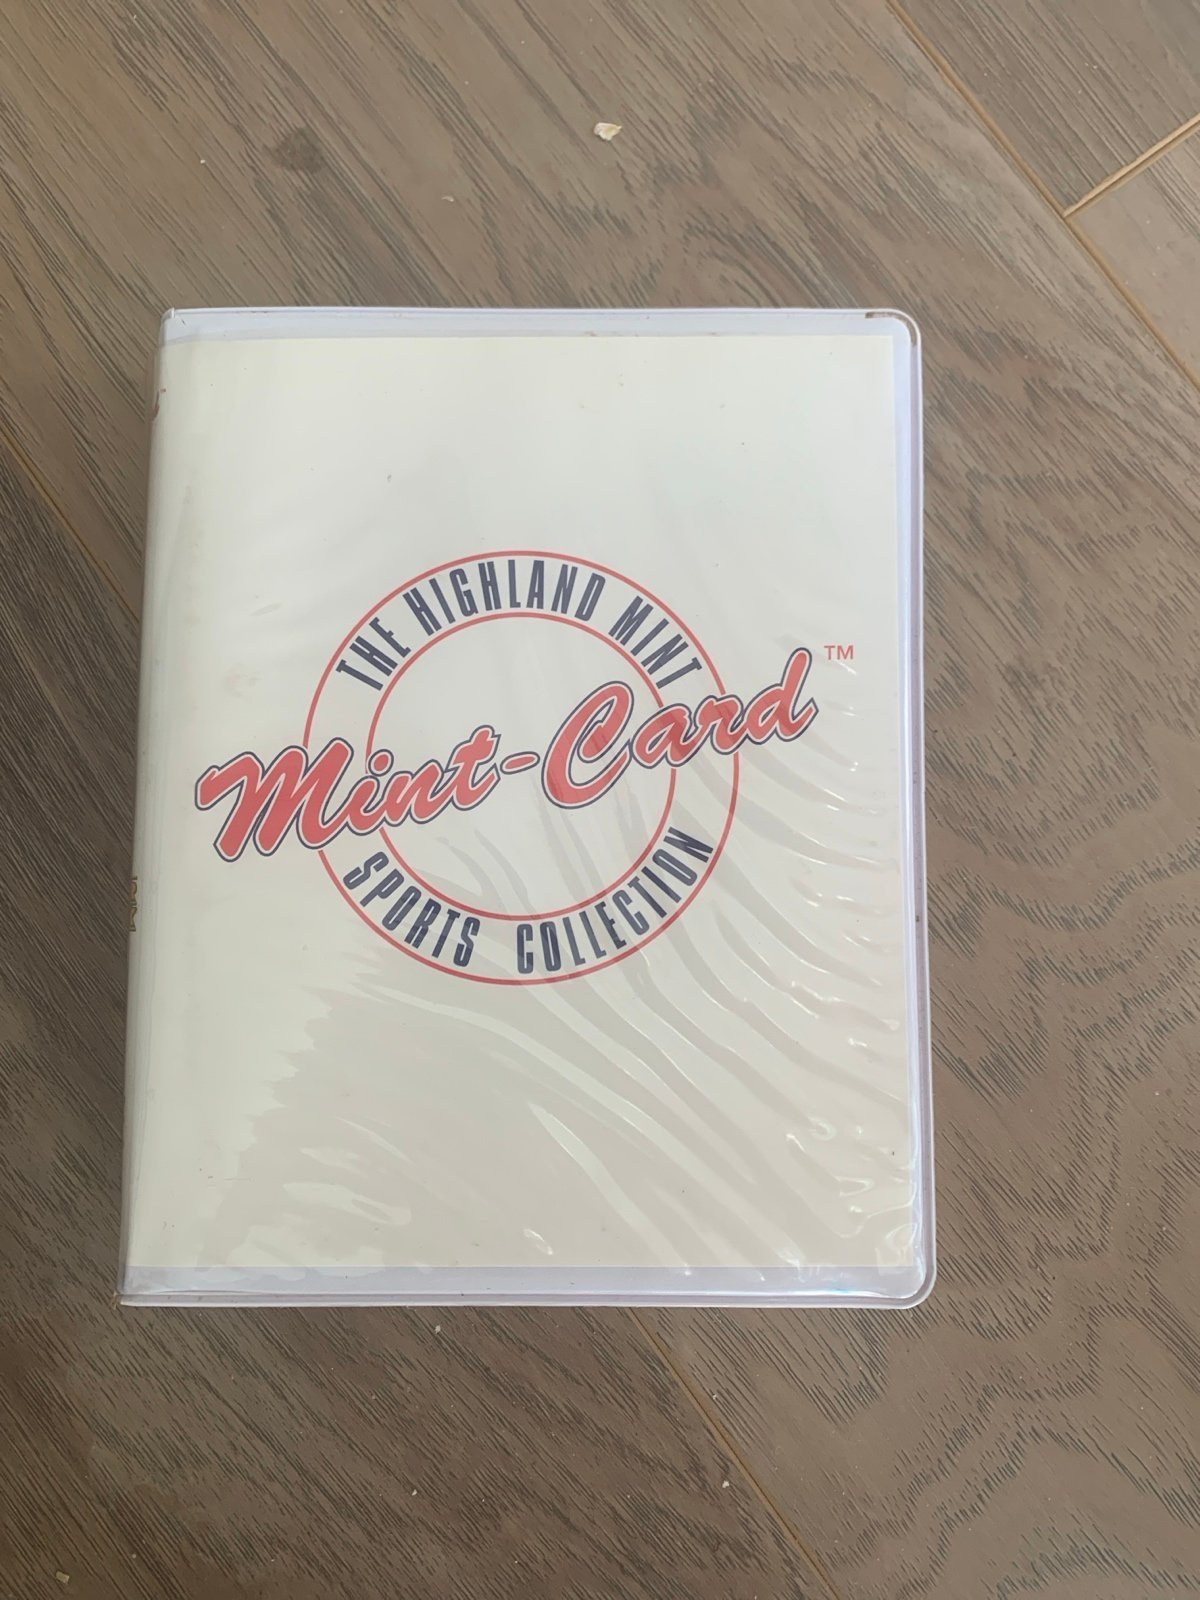 THE HIGHLAND MINT
Mint-Card TM
SPORTS COLLECTION